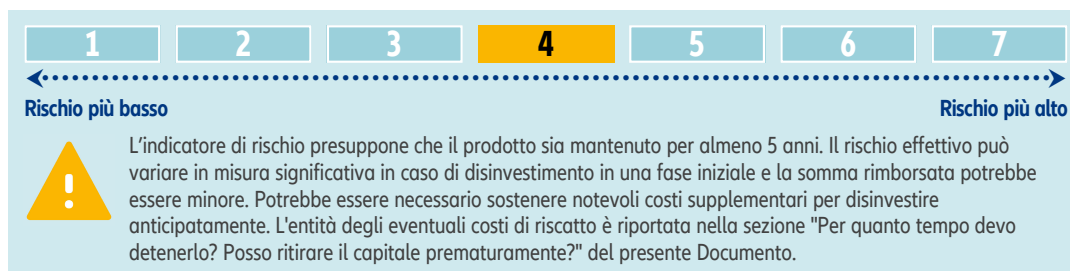 1 2 3 4 5 6 7
Rischio più basso Rischio più alto
L'indicatore di rischio presuppone che il prodotto sia mantenuto per almeno 5 anni. Il rischio effettivo può
variare in misura significativa in caso di disinvestimento in una fase iniziale e la somma rimborsata potrebbe
essere minore. Potrebbe essere necessario sostenere notevoli costi supplementari per disinvestire
anticipatamente. L'entità degli eventuali costi di riscatto è riportata nella sezione "Per quanto tempo devo
detenerlo? Posso ritirare il capitale prematuramente?" del presente Documento.